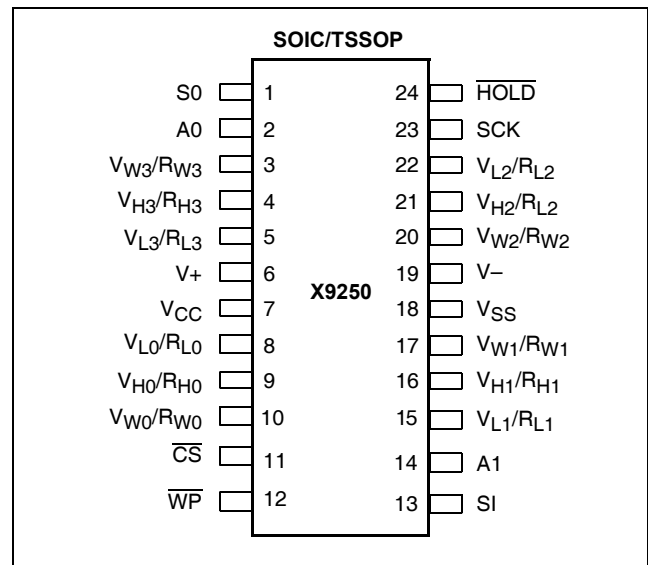 SOIC/TSSOP
S0 1 24 HOLD
A0 2 23 SCK
VW3/RW3 3 22 VL2/RL2
VH3/RH3 4 21 VH2/RL2
VL3/RL3 5 20 VW2/RW2
V+ 6 19 V–
X9250
VCC 7 18 VSS
VL0/RL0 8 17 VW1/RW1
VH0/RH0 9 16 VH1/RH1
VW0/RW0 10 15 VL1/RL1
CS 11 14 A1
WP 12 13 SI